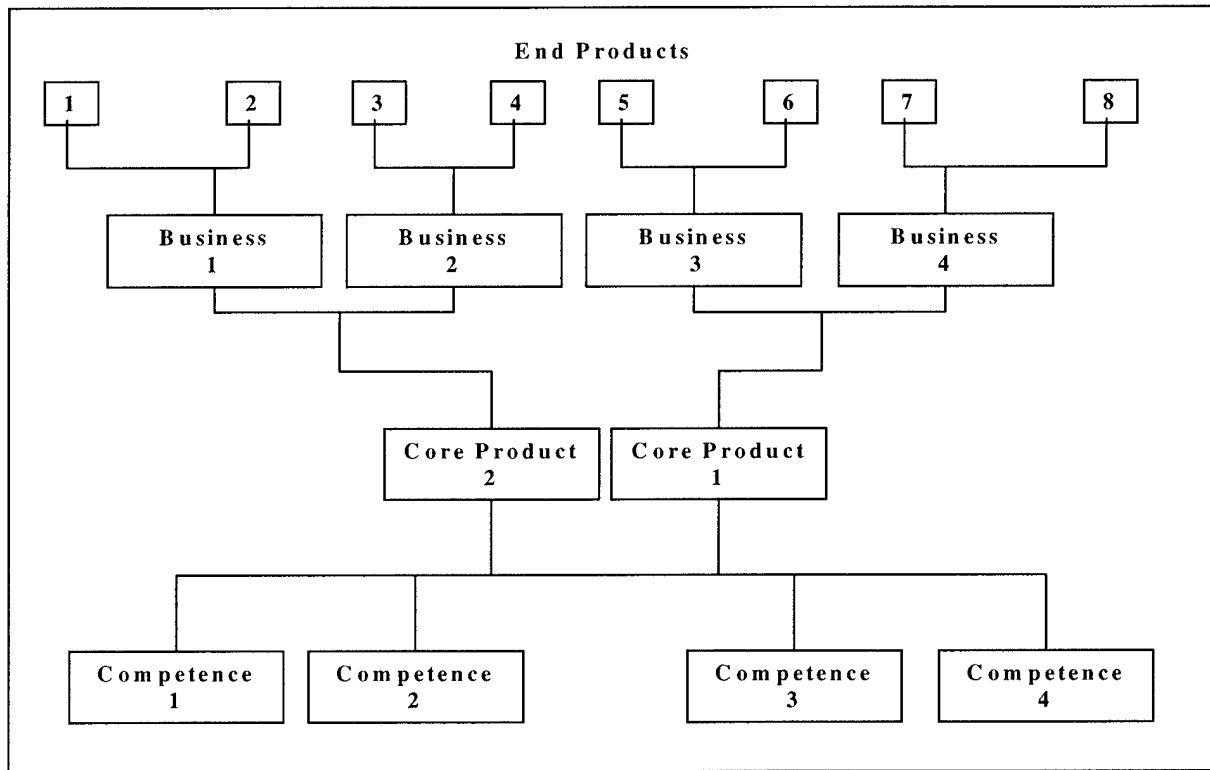 End Products
1 2 3 4 5 6 7 8
Business Business Business Business
1 2 3 4
Core Product Core Product
2 1
Competence Competence Competence Competence
1 2 3 4